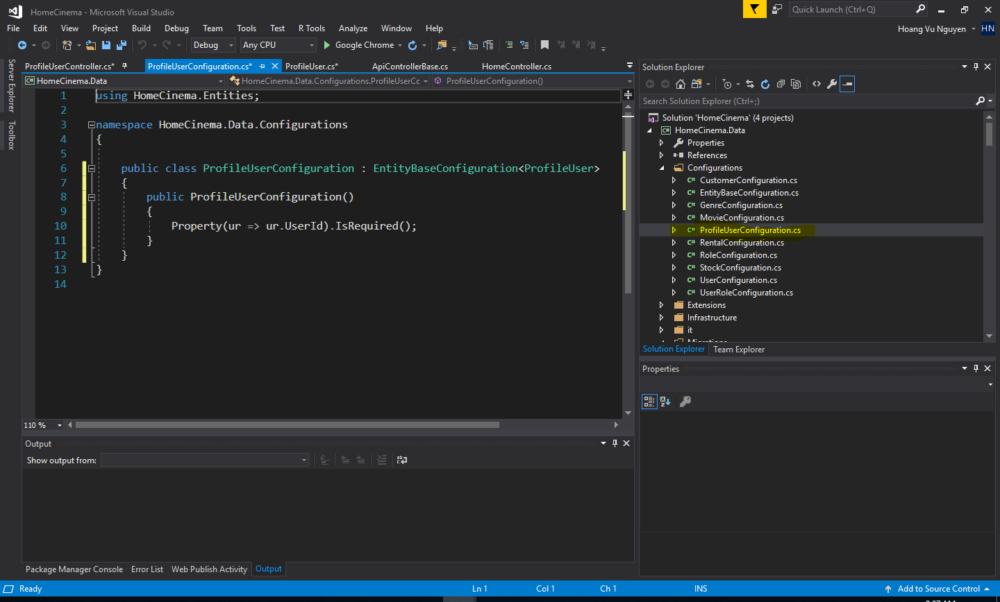 HomeCinema - Microsoft Visual Studio
Quick Launch (Ctrl+Q)
File Edit View Project Build Debug Team Tools Test R Tools Analyze Window Help
Hoang Vu Nguyen HN
Debug Any CPU Google Chrome
Server Explorer
Toolbox
ProfileUserController.cs* ProfileUserConfiguration.cs* ProfileUser.cs* ApiControllerBase.cs HomeController.cs
C# HomeCinema.Data HomeCinema.Data.Configurations.ProfileUserCc ProfileUserConfiguration()
1 using HomeCinema.Entities;
2
3 namespace HomeCinema.Data.Configurations
4 {
5
6 public class ProfileUserConfiguration : EntityBaseConfiguration<ProfileUser>
7 {
8 public ProfileUserConfiguration()
9 {
10 Property(ur => ur.UserId).IsRequired();
11 }
12 }
13 }
14
110 %
Output
Show output from:
Package Manager Console Error List Web Publish Activity Output
Solution Explorer
Search Solution Explorer (Ctrl+;)
Solution 'HomeCinema' (4 projects)
C# HomeCinema.Data
Properties
References
Configurations
C# CustomerConfiguration.cs
C# EntityBaseConfiguration.cs
C# GenreConfiguration.cs
C# MovieConfiguration.cs
C# ProfileUserConfiguration.cs
C# RentalConfiguration.cs
C# RoleConfiguration.cs
C# StockConfiguration.cs
C# UserConfiguration.cs
C# UserRoleConfiguration.cs
Extensions
Infrastructure
it
Migrations
Solution Explorer Team Explorer
Properties
Ready Ln 1 Col 1 Ch 1 INS Add to Source Control